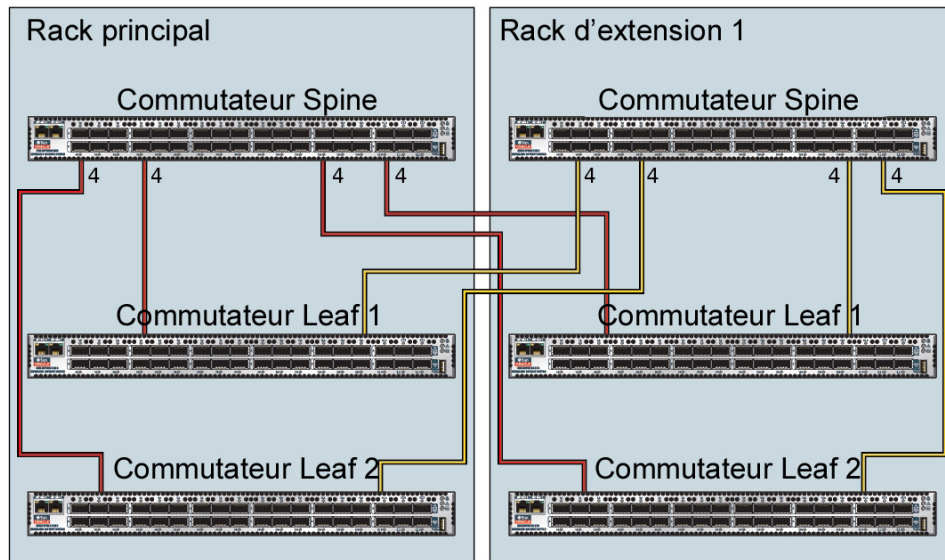 Rack principal
Rack d’extension 1
Commutateur Spine
Commutateur Spine
4
4
4
4
4
4
4
4
Commutateur Leaf 1
Commutateur Leaf 1
Commutateur Leaf 2
Commutateur Leaf 2